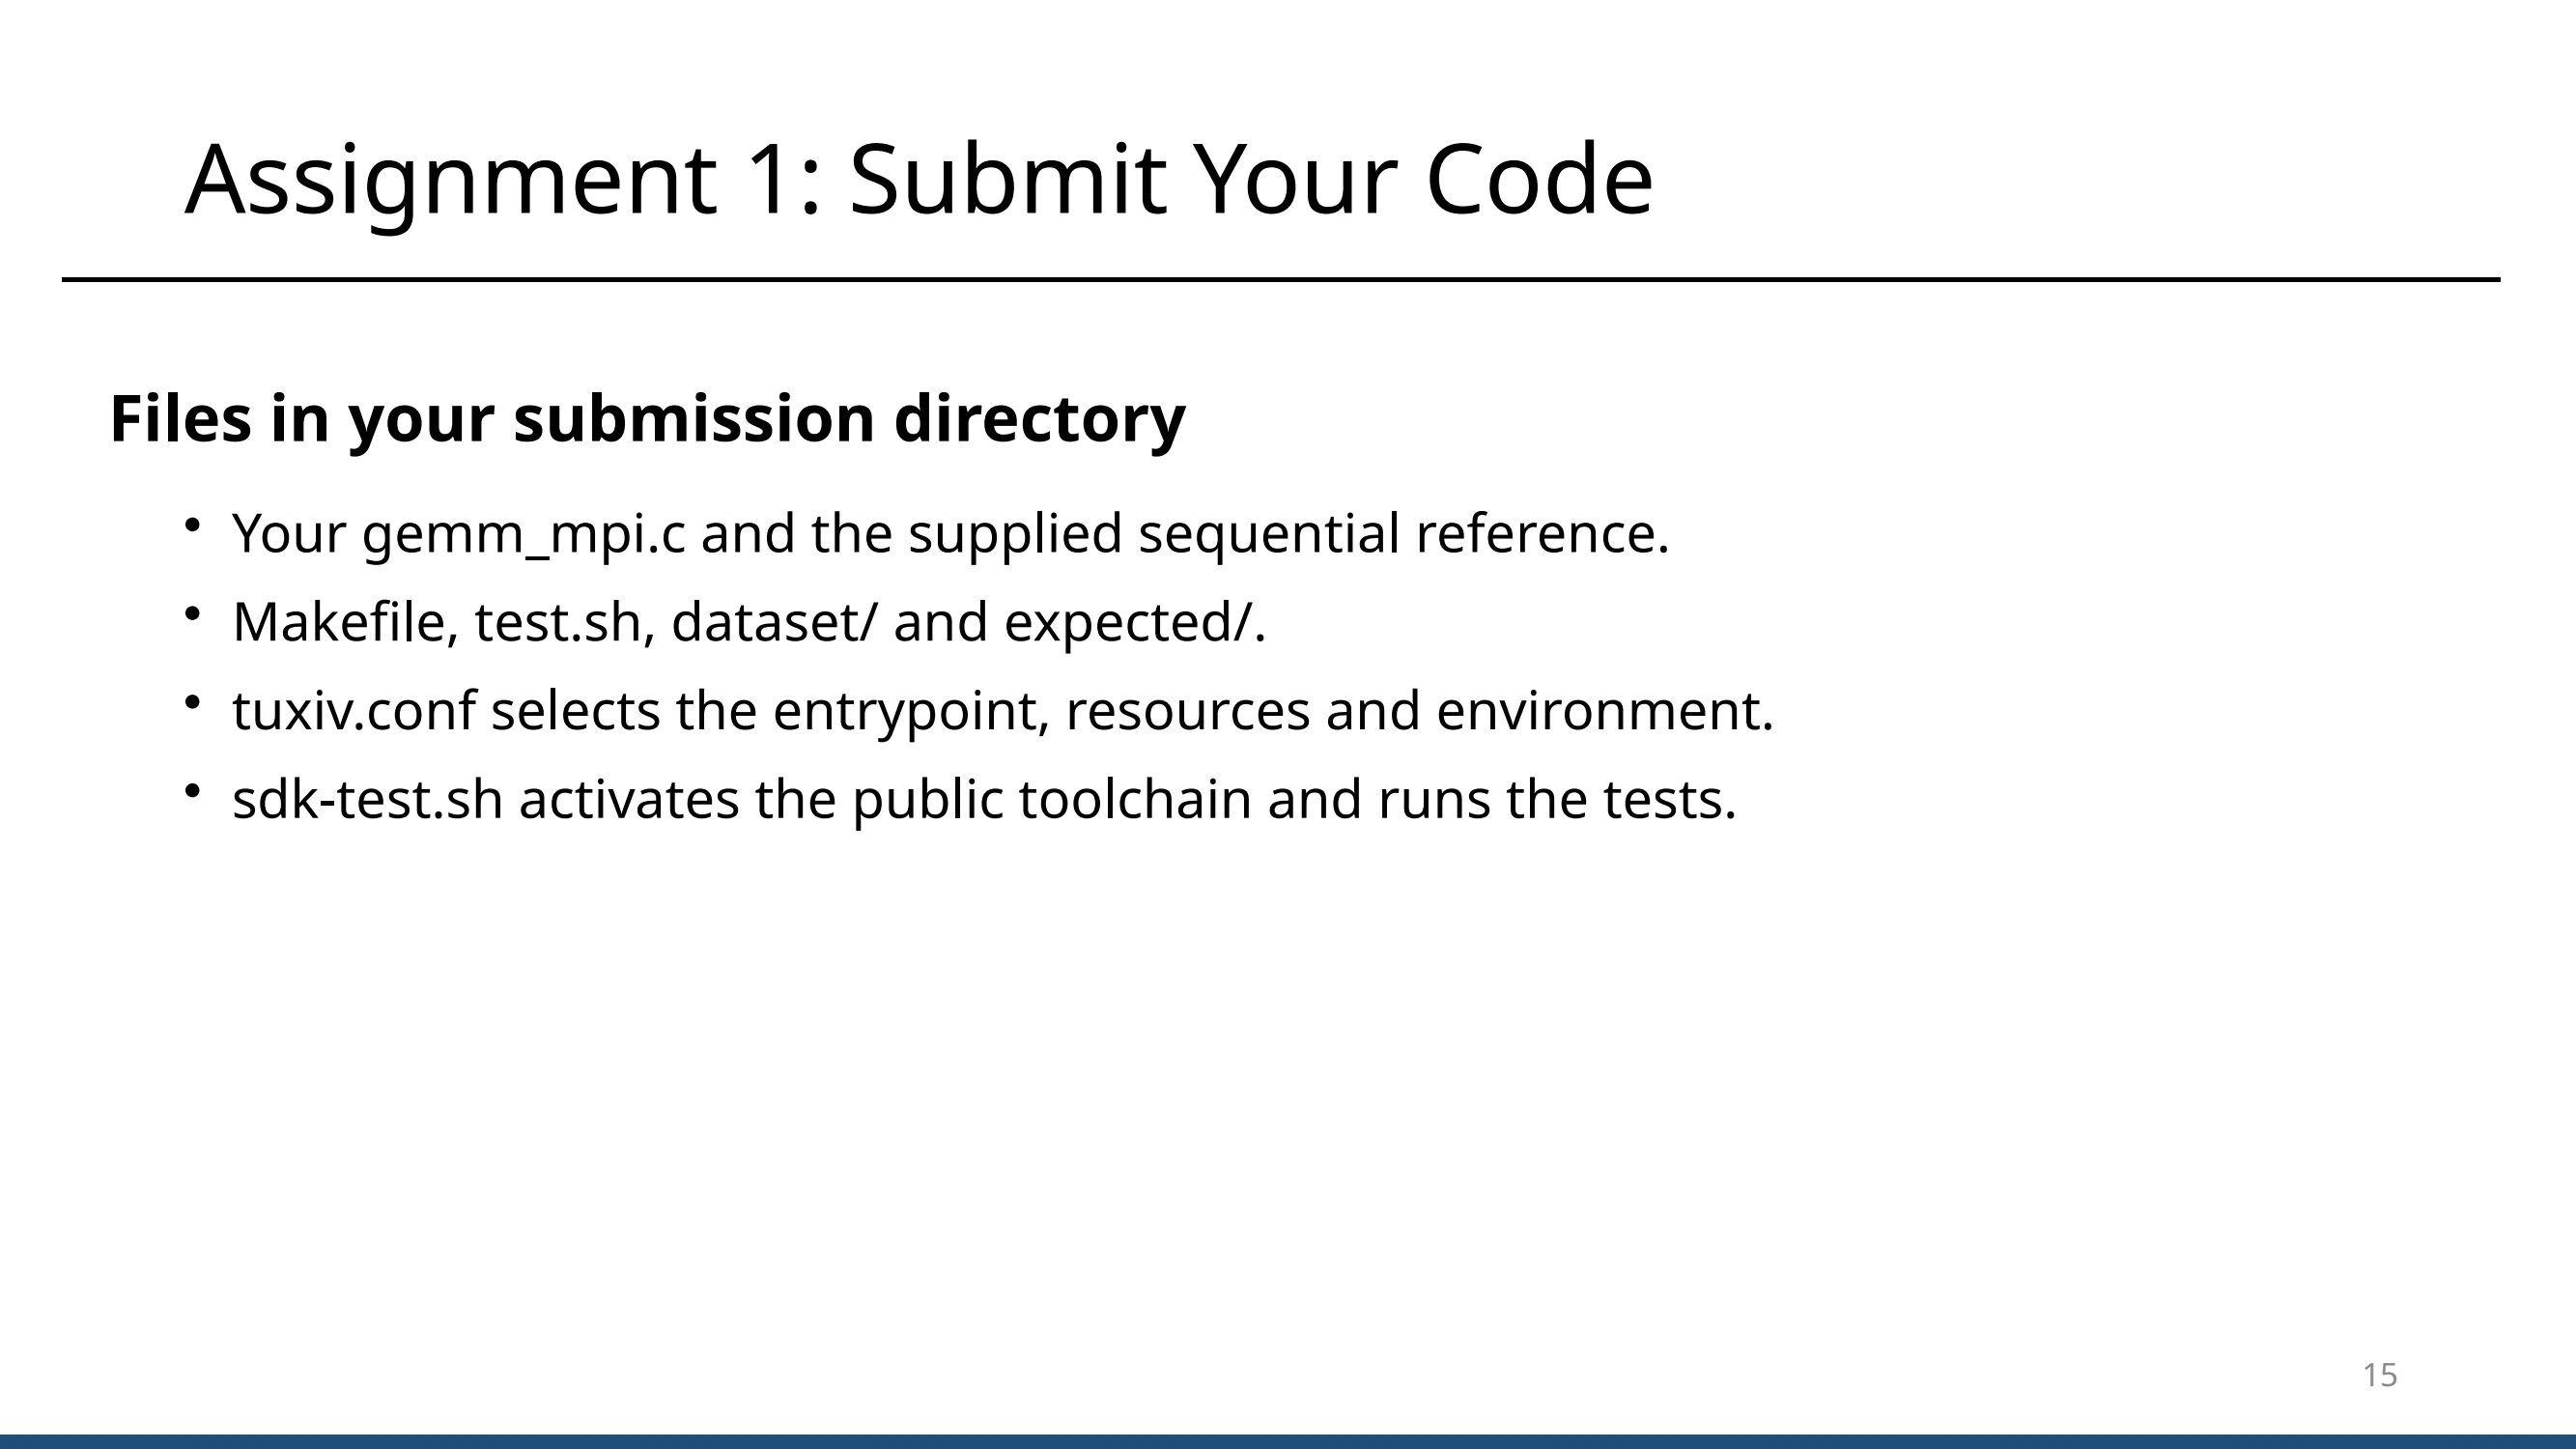 Assignment 1: Submit Your Code
Files in your submission directory
• Your gemm_mpi.c and the supplied sequential reference.
• Makefile, test.sh, dataset/ and expected/.
• tuxiv.conf selects the entrypoint, resources and environment.
• sdk-test.sh activates the public toolchain and runs the tests.
15